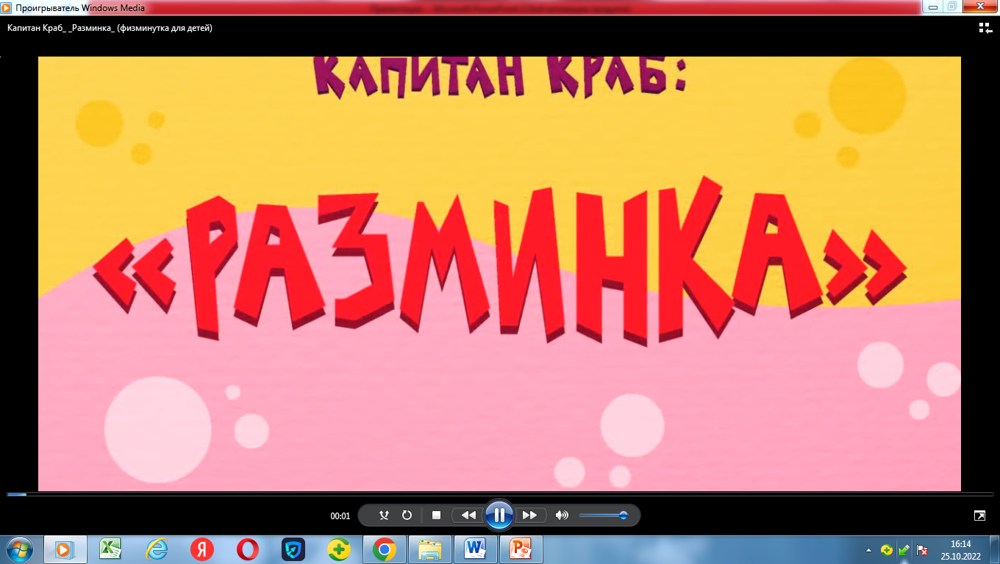 Проигрыватель Windows Media
Капитан Краб_ _Разминка_ (физминутка для детей)
КАПИТАН КРАБ:
«РАЗМИНКА»
00:01
16:14
25.10.2022